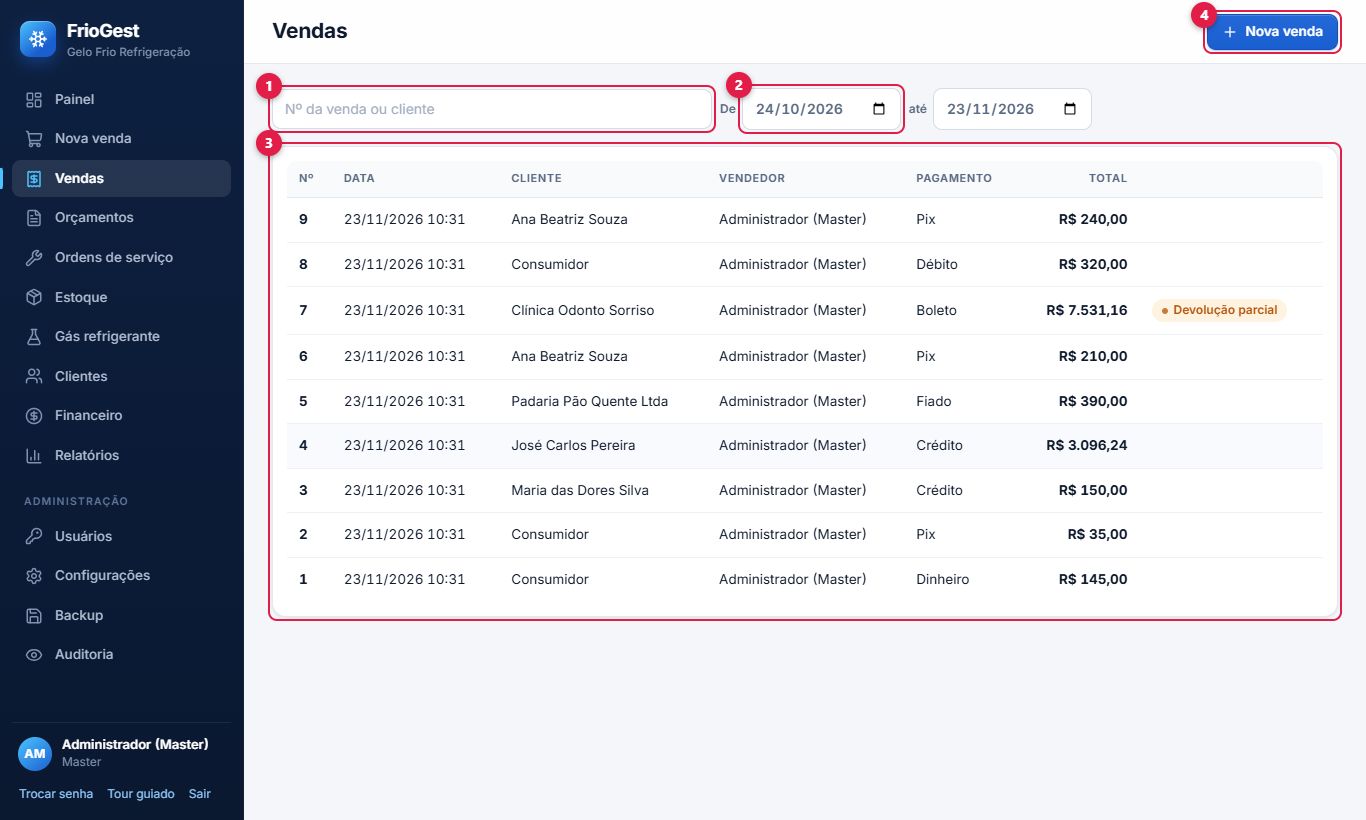 FrioGest
Gelo Frio Refrigeração
Painel
Nova venda
Vendas
Orçamentos
Ordens de serviço
Estoque
Gás refrigerante
Clientes
Financeiro
Relatórios
ADMINISTRAÇÃO
Usuários
Configurações
Backup
Auditoria
AM
Administrador (Master)
Master
Trocar senha Tour guiado Sair
Vendas
4
+ Nova venda
1
Nº da venda ou cliente
2
De 24/10/2026 até 23/11/2026
3
Nº DATA CLIENTE VENDEDOR PAGAMENTO TOTAL
9 23/11/2026 10:31 Ana Beatriz Souza Administrador (Master) Pix R$ 240,00
8 23/11/2026 10:31 Consumidor Administrador (Master) Débito R$ 320,00
7 23/11/2026 10:31 Clínica Odonto Sorriso Administrador (Master) Boleto R$ 7.531,16 Devolução parcial
6 23/11/2026 10:31 Ana Beatriz Souza Administrador (Master) Pix R$ 210,00
5 23/11/2026 10:31 Padaria Pão Quente Ltda Administrador (Master) Fiado R$ 390,00
4 23/11/2026 10:31 José Carlos Pereira Administrador (Master) Crédito R$ 3.096,24
3 23/11/2026 10:31 Maria das Dores Silva Administrador (Master) Crédito R$ 150,00
2 23/11/2026 10:31 Consumidor Administrador (Master) Pix R$ 35,00
1 23/11/2026 10:31 Consumidor Administrador (Master) Dinheiro R$ 145,00